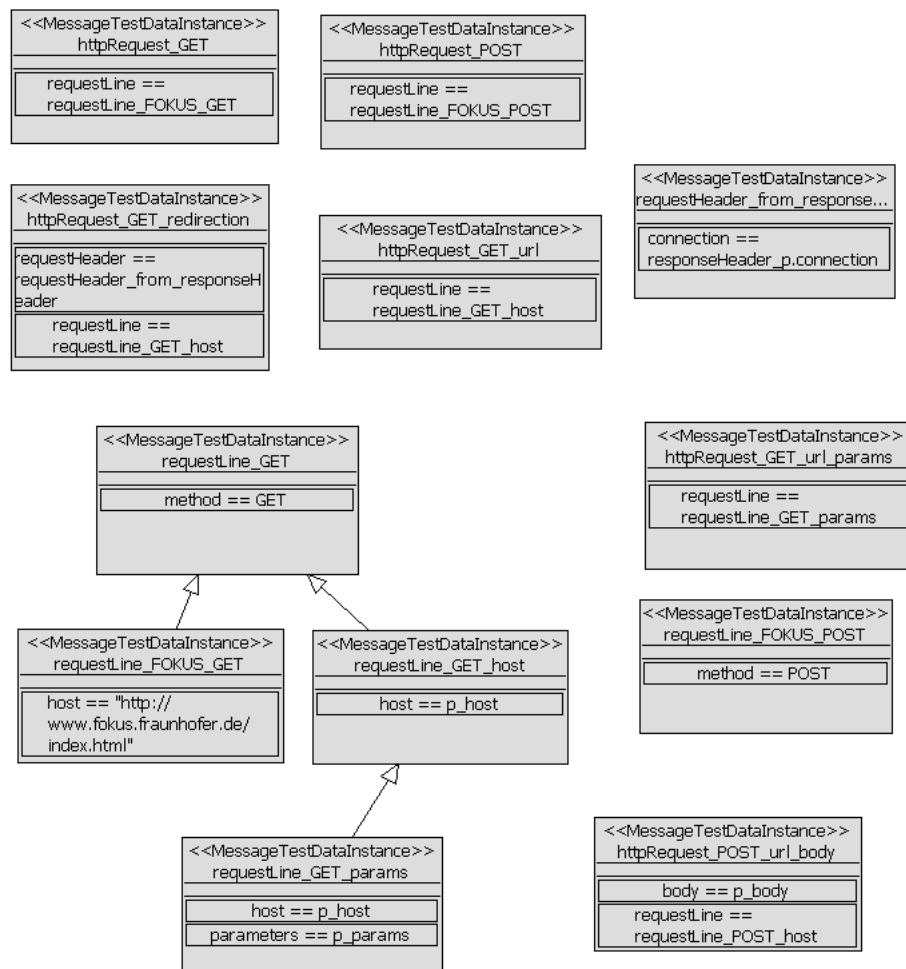 <<MessageTestDataInstance>>
httpRequest_GET
requestLine ==
requestLine_FOKUS_GET
<<MessageTestDataInstance>>
httpRequest_POST
requestLine ==
requestLine_FOKUS_POST
<<MessageTestDataInstance>>
requestHeader_from_response...
connection ==
responseHeader_p.connection
<<MessageTestDataInstance>>
httpRequest_GET_redirection
requestHeader ==
requestHeader_from_responseH
eader
requestLine ==
requestLine_GET_host
<<MessageTestDataInstance>>
httpRequest_GET_url
requestLine ==
requestLine_GET_host
<<MessageTestDataInstance>>
requestLine_GET
method == GET
<<MessageTestDataInstance>>
httpRequest_GET_url_params
requestLine ==
requestLine_GET_params
<<MessageTestDataInstance>>
requestLine_FOKUS_GET
host == "http://
www.fokus.fraunhofer.de/
index.html"
<<MessageTestDataInstance>>
requestLine_GET_host
host == p_host
<<MessageTestDataInstance>>
requestLine_FOKUS_POST
method == POST
<<MessageTestDataInstance>>
requestLine_GET_params
host == p_host
parameters == p_params
<<MessageTestDataInstance>>
httpRequest_POST_url_body
body == p_body
requestLine ==
requestLine_POST_host